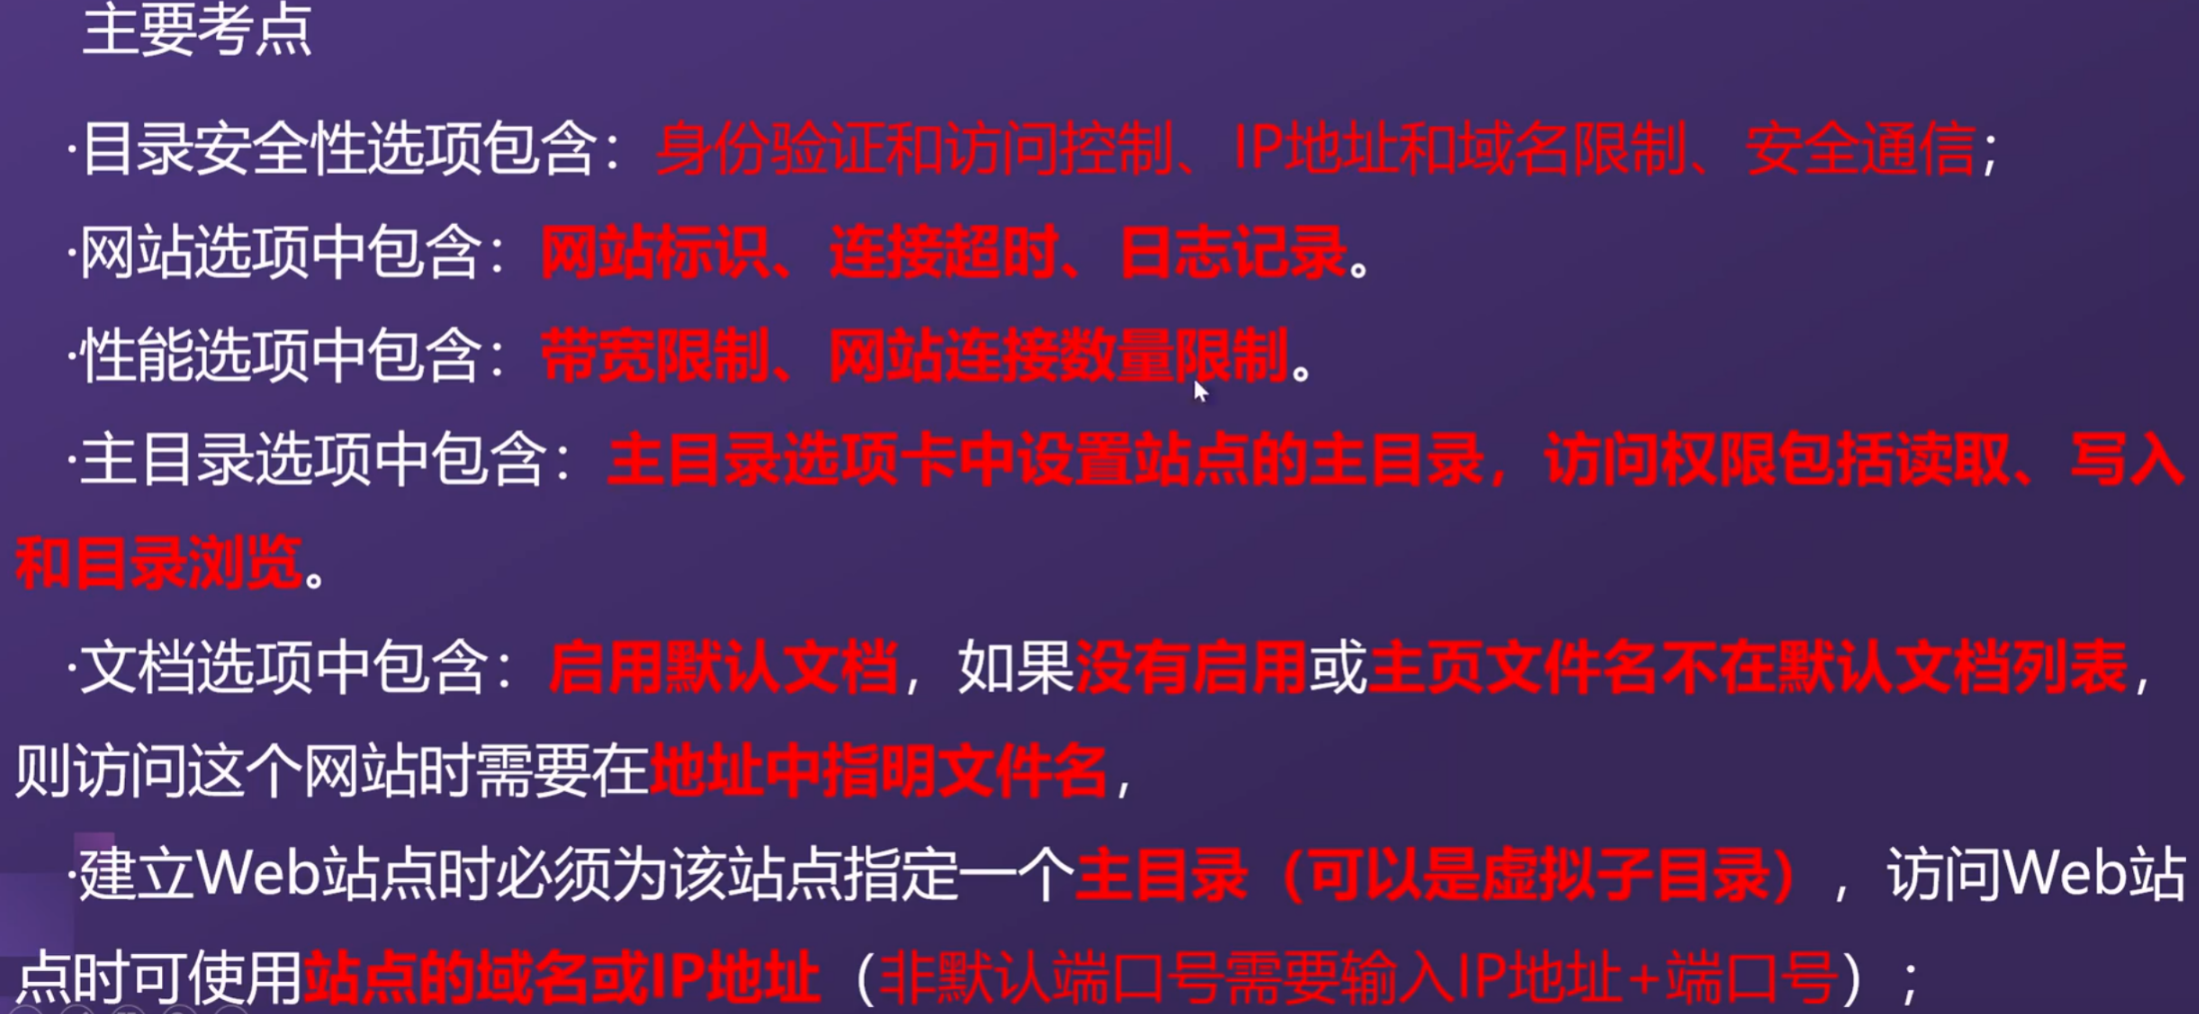 主要考点
·目录安全性选项包含：身份验证和访问控制、IP地址和域名限制、安全通信；
·网站选项中包含：网站标识、连接超时、日志记录。
·性能选项中包含：带宽限制、网站连接数量限制。
·主目录选项中包含：主目录选项卡中设置站点的主目录，访问权限包括读取、写入
和目录浏览。
·文档选项中包含：启用默认文档，如果没有启用或主页文件名不在默认文档列表，
则访问这个网站时需要在地址中指明文件名，
·建立Web站点时必须为该站点指定一个主目录（可以是虚拟子目录），访问Web站
点时可使用站点的域名或IP地址（非默认端口号需要输入IP地址+端口号）；